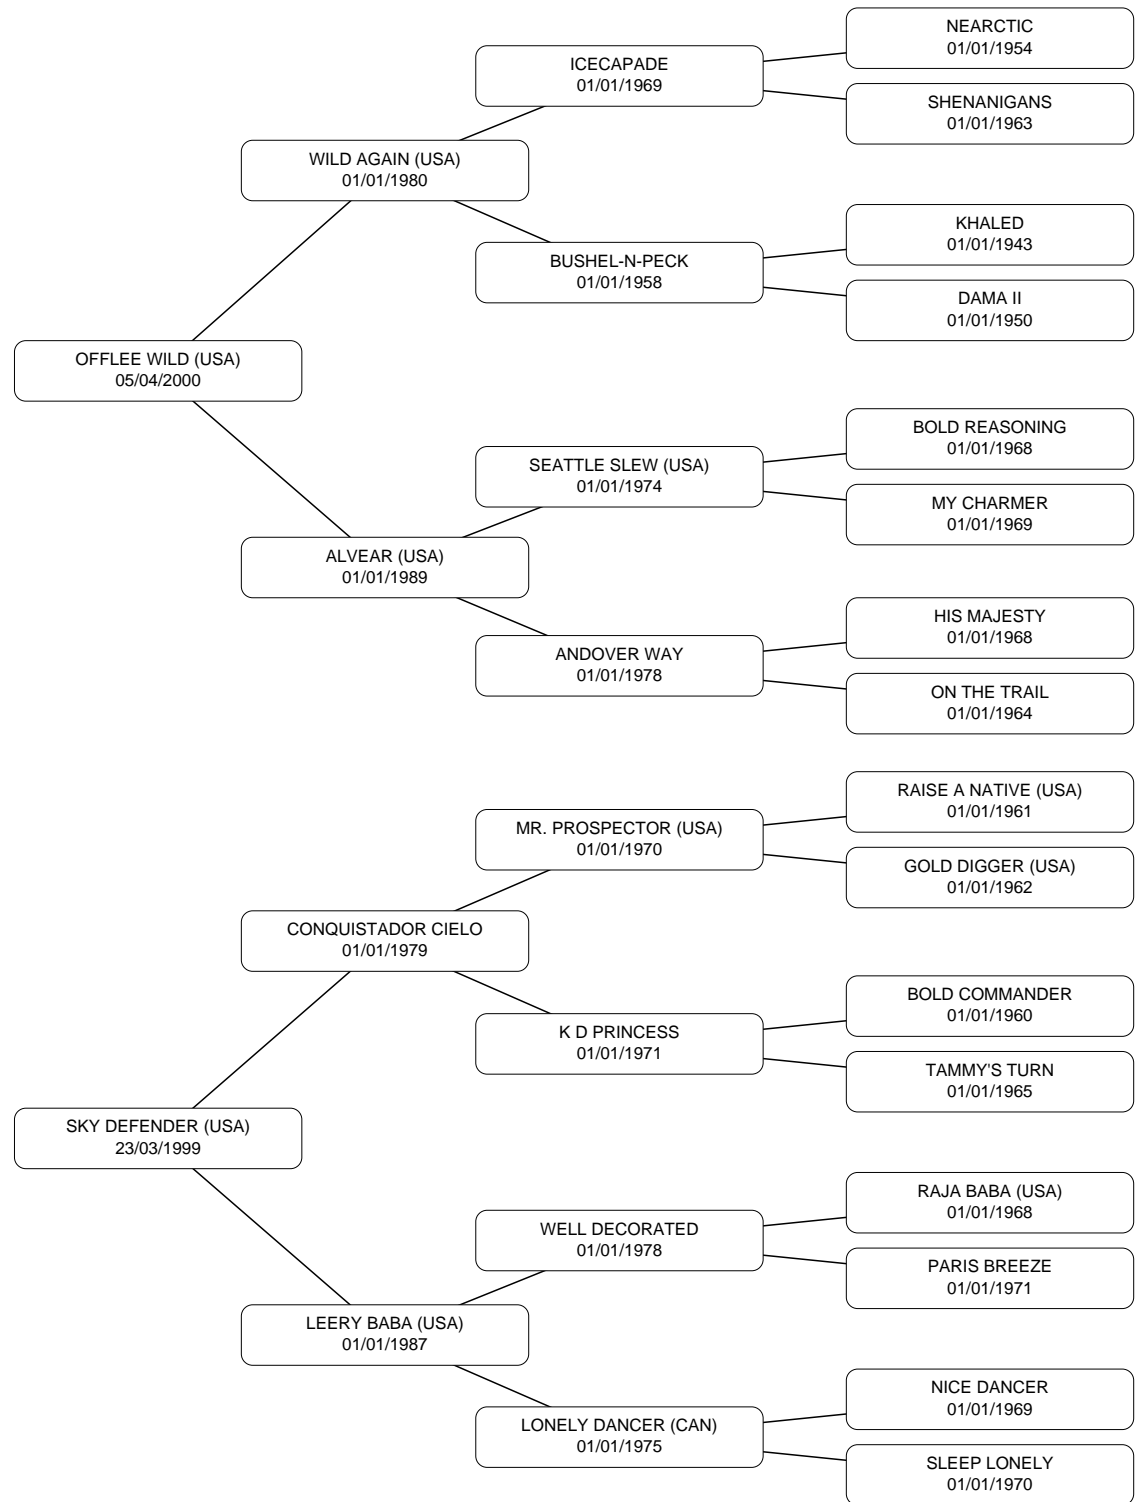 NEARCTIC
01/01/1954
ICECAPADE
01/01/1969
SHENANIGANS
01/01/1963
WILD AGAIN (USA)
01/01/1980
KHALED
01/01/1943
BUSHEL-N-PECK
01/01/1958
DAMA II
01/01/1950
OFFLEE WILD (USA)
05/04/2000
BOLD REASONING
01/01/1968
SEATTLE SLEW (USA)
01/01/1974
MY CHARMER
01/01/1969
ALVEAR (USA)
01/01/1989
HIS MAJESTY
01/01/1968
ANDOVER WAY
01/01/1978
ON THE TRAIL
01/01/1964
RAISE A NATIVE (USA)
01/01/1961
MR. PROSPECTOR (USA)
01/01/1970
GOLD DIGGER (USA)
01/01/1962
CONQUISTADOR CIELO
01/01/1979
BOLD COMMANDER
01/01/1960
K D PRINCESS
01/01/1971
TAMMY'S TURN
01/01/1965
SKY DEFENDER (USA)
23/03/1999
RAJA BABA (USA)
01/01/1968
WELL DECORATED
01/01/1978
PARIS BREEZE
01/01/1971
LEERY BABA (USA)
01/01/1987
NICE DANCER
01/01/1969
LONELY DANCER (CAN)
01/01/1975
SLEEP LONELY
01/01/1970